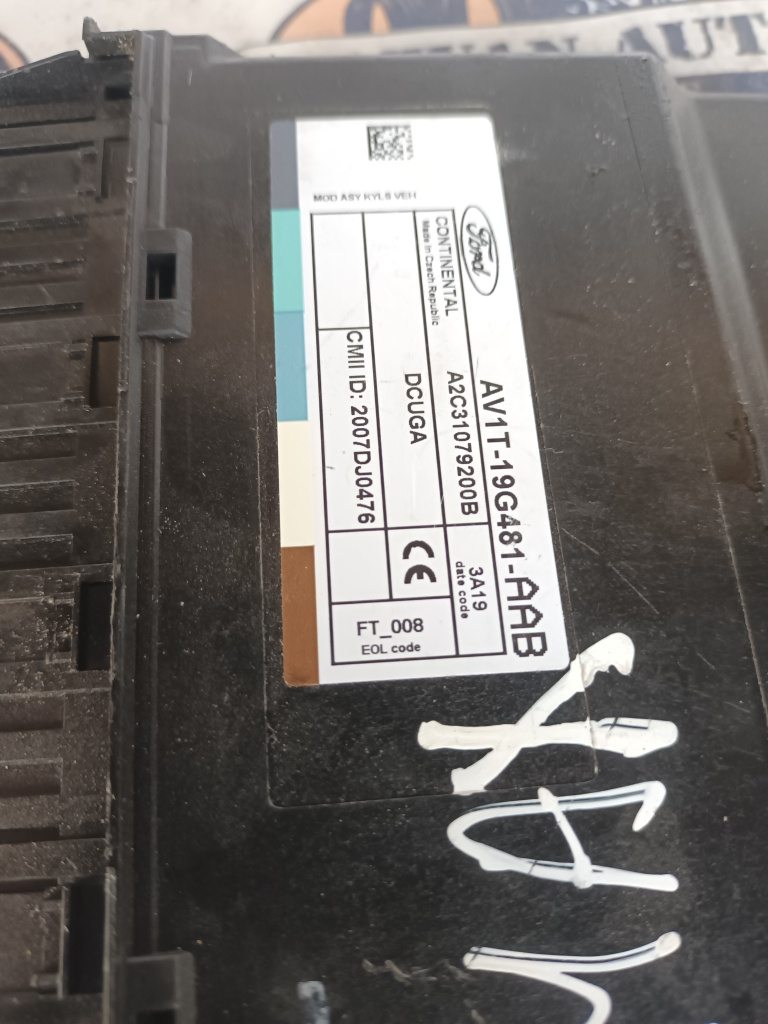 MOD ASY KYLS VEH
Ford
AV1T-19G481-AAB
CONTINENTAL
Made in Czech Republic
A2C31079200B
3A19
date code
DCUGA
CE
CMII ID: 2007DJ0476
FT_008
EOL code
AUT